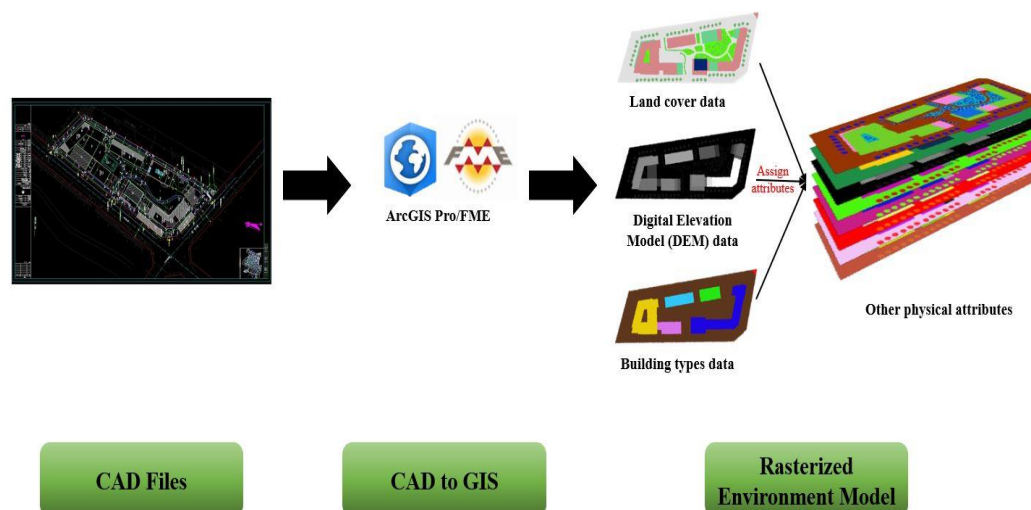 Land cover data
FME
ArcGIS Pro/FME
Assign
attributes
Digital Elevation
Model (DEM) data
Other physical attributes
Building types data
CAD Files
CAD to GIS
Rasterized
Environment Model